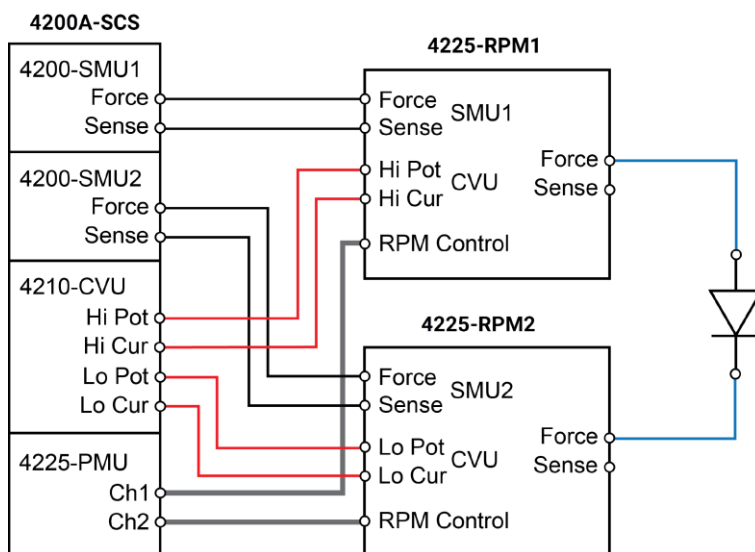 4200A-SCS
4200-SMU1
Force
Sense
4200-SMU2
Force
Sense
4210-CVU
Hi Pot
Hi Cur
Lo Pot
Lo Cur
4225-PMU
Ch1
Ch2
4225-RPM1
Force
SMU1
Sense
Hi Pot
CVU
Hi Cur
RPM Control
Force
Sense
4225-RPM2
Force
SMU2
Sense
Lo Pot
CVU
Lo Cur
RPM Control
Force
Sense